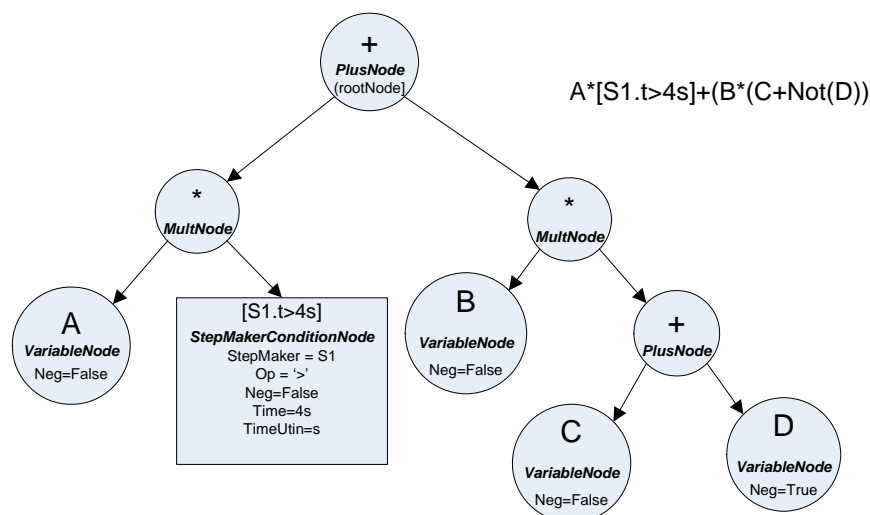 +
PlusNode
(rootNode]
A*[S1.t>4s]+(B*(C+Not(D))
*
MultNode
*
MultNode
A
VariableNode
Neg=False
[S1.t>4s]
StepMakerConditionNode
StepMaker = S1
Op = ‘>’
Neg=False
Time=4s
TimeUtin=s
B
VariableNode
Neg=False
+
PlusNode
C
VariableNode
Neg=False
D
VariableNode
Neg=True